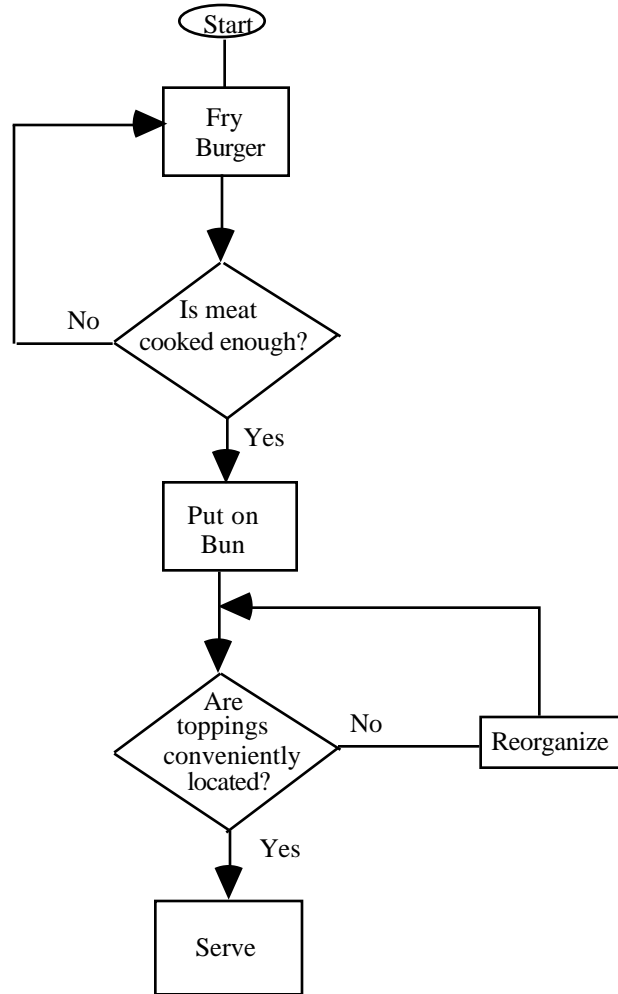 Start
Fry
Burger
Is meat
cooked enough?
No
Yes
Put on
Bun
Are
toppings
conveniently
located?
No
Reorganize
Yes
Serve